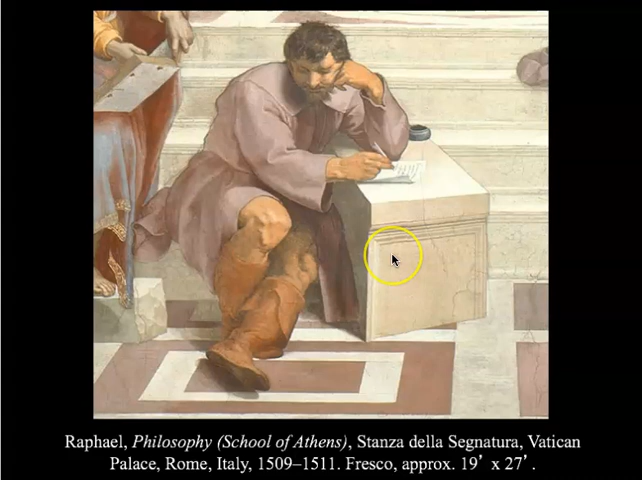 Raphael, Philosophy (School of Athens), Stanza della Segnatura, Vatican
Palace, Rome, Italy, 1509–1511. Fresco, approx. 19’ x 27’.